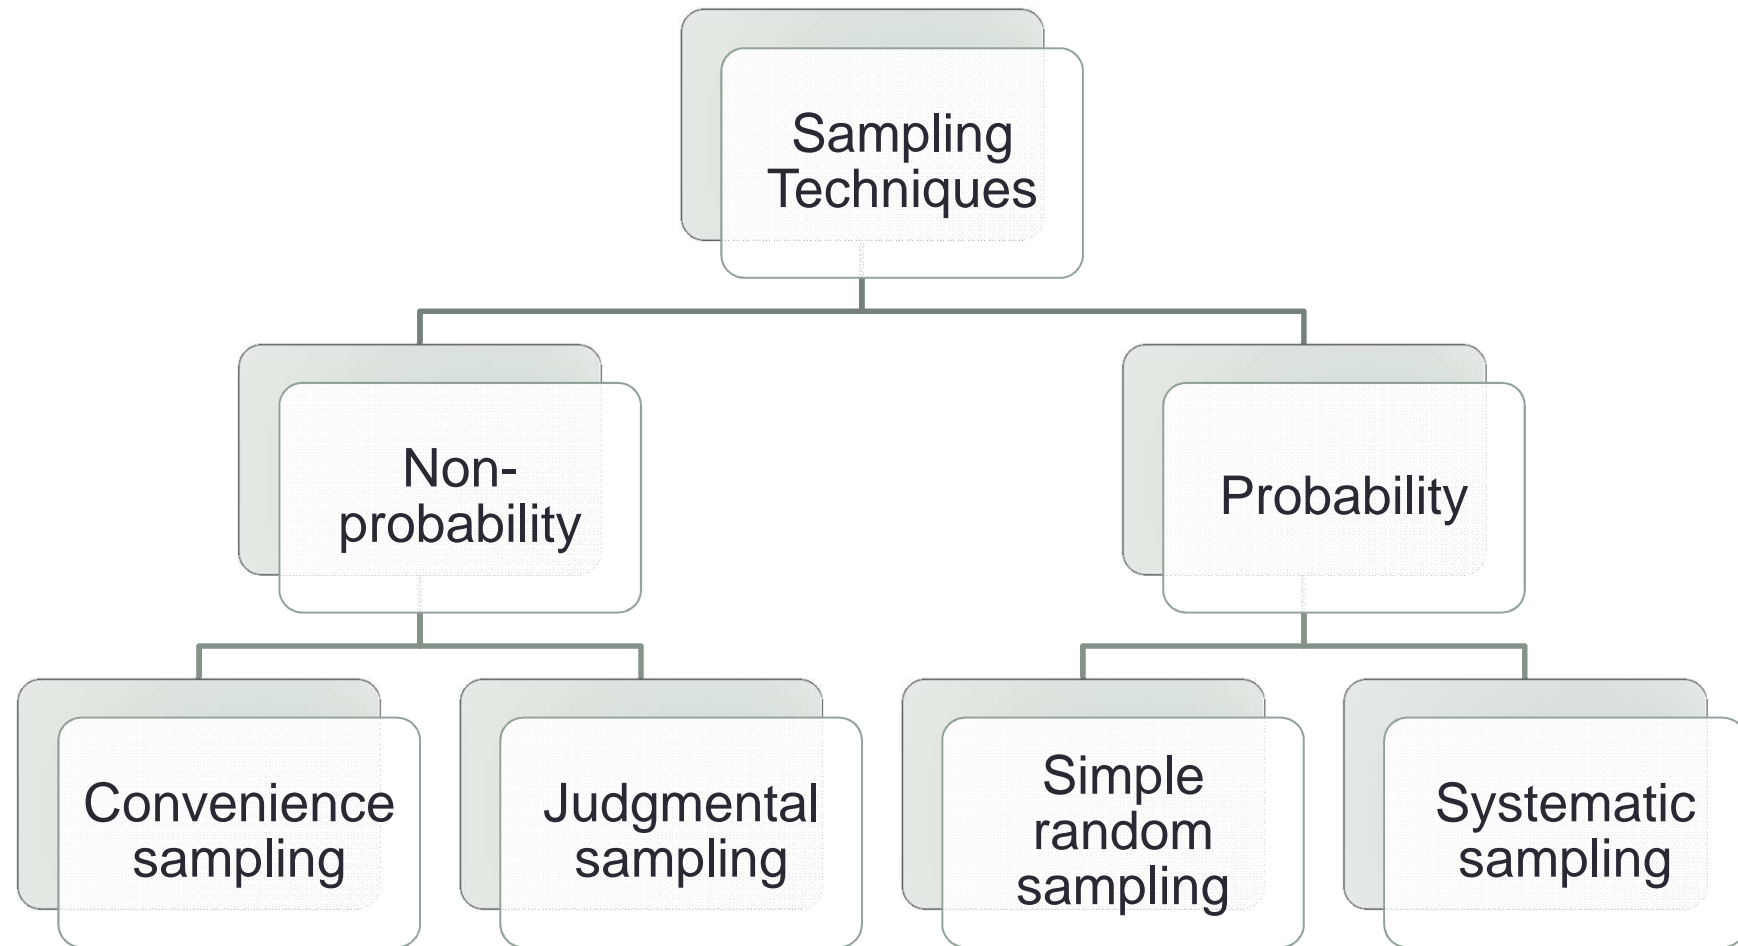 Sampling
Techniques
Non-
probability
Probability
Convenience
sampling
Judgmental
sampling
Simple
random
sampling
Systematic
sampling